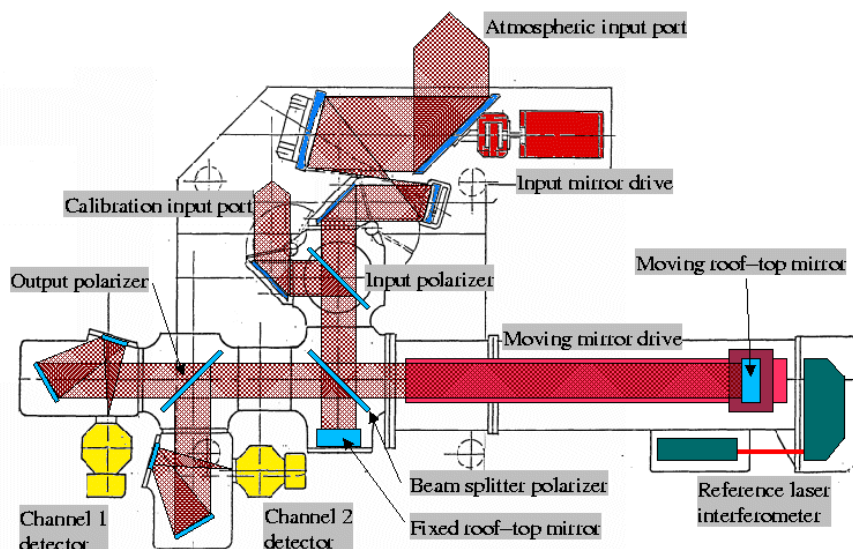 Atmospheric input port
Input mirror drive
Calibration input port
Moving roof-top mirror
Output polarizer
Input polarizer
Moving mirror drive
Beam splitter polarizer
Reference laser
interferometer
Channel 1
detector
Channel 2
detector
Fixed roof-top mirror